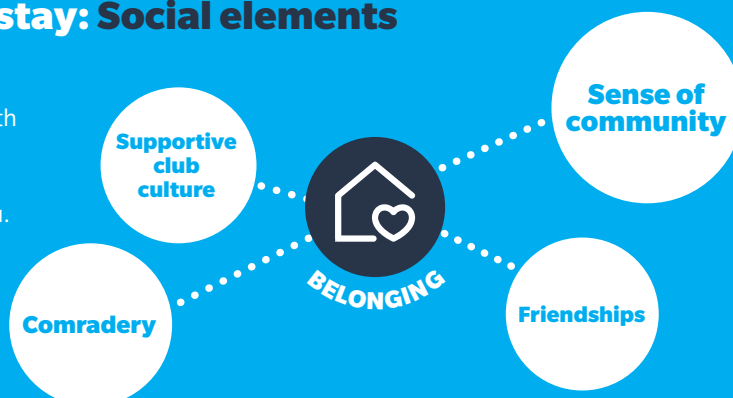 stay: Social elements
Supportive
club
culture
Sense of
community
BELONGING
Comradery
Friendships